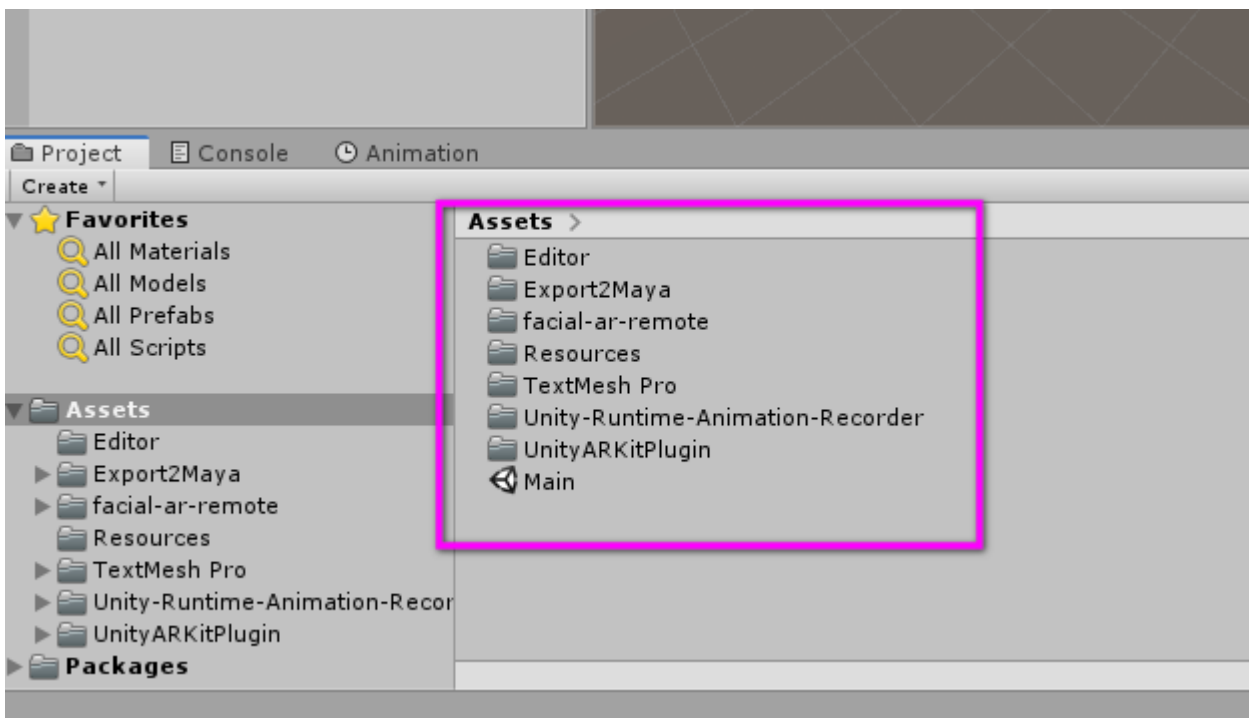 Project Console Animation
Create
Favorites
All Materials
All Models
All Prefabs
All Scripts
Assets
Editor
Export2Maya
facial-ar-remote
Resources
TextMesh Pro
Unity-Runtime-Animation-Recor
UnityARKitPlugin
Packages
Assets >
Editor
Export2Maya
facial-ar-remote
Resources
TextMesh Pro
Unity-Runtime-Animation-Recorder
UnityARKitPlugin
Main